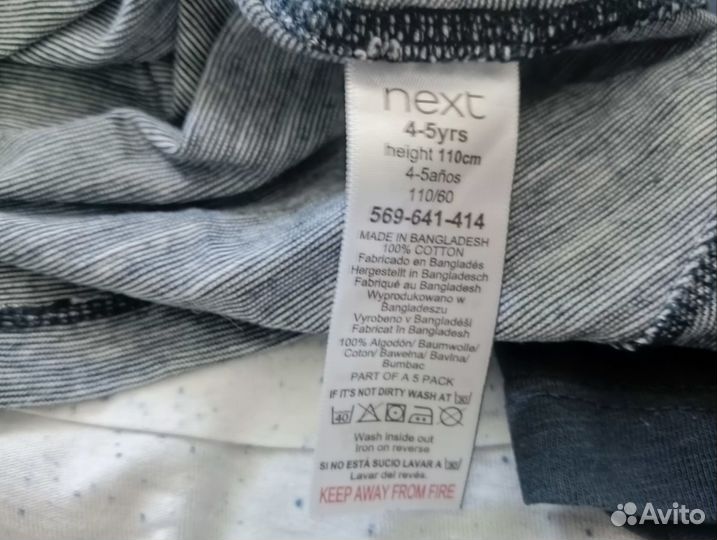 next
4-5yrs
height 110cm
4-5años
110/60
569-641-414
MADE IN BANGLADESH
100% COTTON
Fabricado en Bangladés
Hergestellt in Bangladesch
Fabriqué au Bangladesh
Wyprodukowano w
Bangladeszu
Vyrobeno v Bangladéši
Fabricat în Bangladesh
100% Algodón/ Baumwolle/
Coton/ Bawełna/ Bavlna/
Bumbac
PART OF A 5 PACK
IF IT'S NOT DIRTY WASH AT 30
40
Wash inside out
Iron on reverse
SI NO ESTÁ SUCIO LAVAR A 30
Lavar del revés.
KEEP AWAY FROM FIRE
Avito